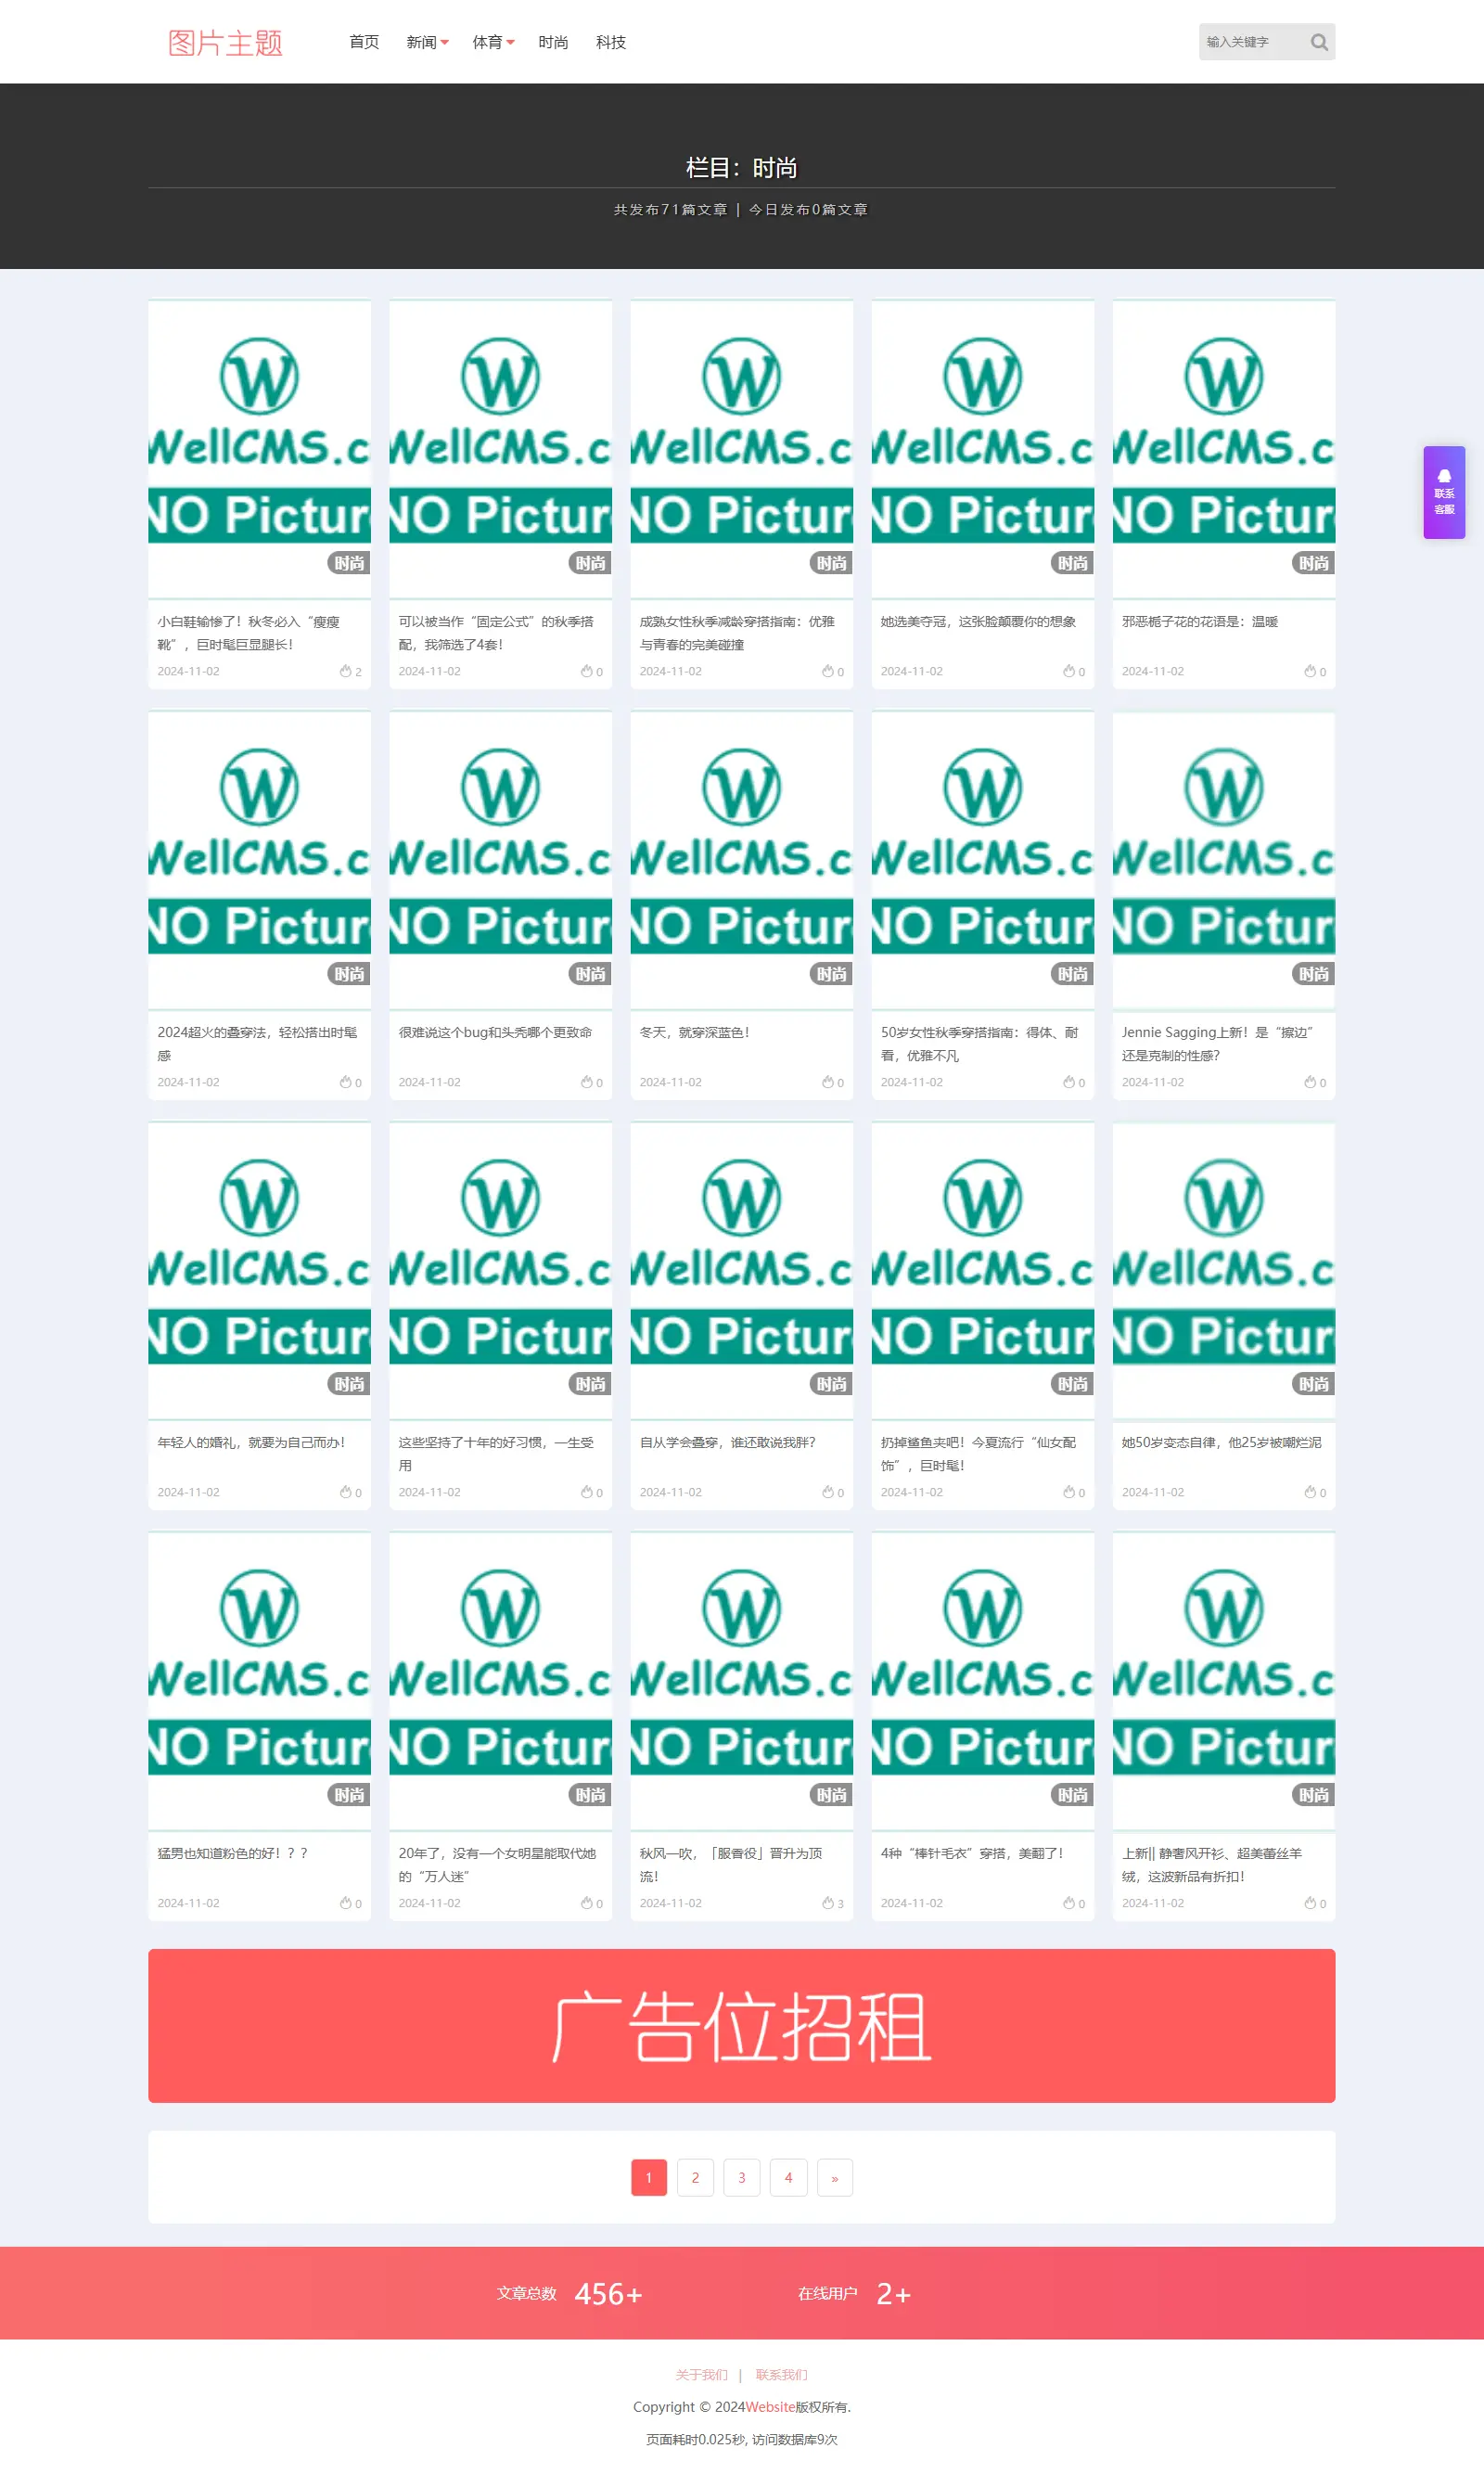 图片主题
首页 新闻 体育 时尚 科技
输入关键字
栏目：时尚
共发布71篇文章 | 今日发布0篇文章
联系
客服
WellCMS.c WellCMS.c WellCMS.c WellCMS.c WellCMS.c
NO Pictur NO Pictur NO Pictur NO Pictur NO Pictur
时尚 时尚 时尚 时尚 时尚
小白鞋输惨了！秋冬必入“瘦瘦
靴”，巨时髦巨显腿长！
2024-11-02 2
可以被当作“固定公式”的秋季搭
配，我筛选了4套！
2024-11-02 0
成熟女性秋季减龄穿搭指南：优雅
与青春的完美碰撞
2024-11-02 0
她选美夺冠，这张脸颠覆你的想象
2024-11-02 0
邪恶栀子花的花语是：温暖
2024-11-02 0
WellCMS.c WellCMS.c WellCMS.c WellCMS.c WellCMS.c
NO Pictur NO Pictur NO Pictur NO Pictur NO Pictur
时尚 时尚 时尚 时尚 时尚
2024超火的叠穿法，轻松搭出时髦
感
2024-11-02 0
很难说这个bug和头秃哪个更致命
2024-11-02 0
冬天，就穿深蓝色！
2024-11-02 0
50岁女性秋季穿搭指南：得体、耐
看，优雅不凡
2024-11-02 0
Jennie Sagging上新！是“擦边”
还是克制的性感?
2024-11-02 0
WellCMS.c WellCMS.c WellCMS.c WellCMS.c WellCMS.c
NO Pictur NO Pictur NO Pictur NO Pictur NO Pictur
时尚 时尚 时尚 时尚 时尚
年轻人的婚礼，就要为自己而办！
2024-11-02 0
这些坚持了十年的好习惯，一生受
用
2024-11-02 0
自从学会叠穿，谁还敢说我胖?
2024-11-02 0
扔掉鲨鱼夹吧！今夏流行“仙女配
饰”，巨时髦！
2024-11-02 0
她50岁变态自律，他25岁被嘲烂泥
2024-11-02 0
WellCMS.c WellCMS.c WellCMS.c WellCMS.c WellCMS.c
NO Pictur NO Pictur NO Pictur NO Pictur NO Pictur
时尚 时尚 时尚 时尚 时尚
猛男也知道粉色的好！？？
2024-11-02 0
20年了，没有一个女明星能取代她
的“万人迷”
2024-11-02 0
秋风一吹，「服香役」晋升为顶
流！
2024-11-02 3
4种“棒针毛衣”穿搭，美翻了！
2024-11-02 0
上新|| 静奢风开衫、超美蕾丝羊
绒，这波新品有折扣！
2024-11-02 0
广告位招租
1 2 3 4 »
文章总数 456+ 在线用户 2+
关于我们 | 联系我们
Copyright © 2024Website版权所有.
页面耗时0.025秒, 访问数据库9次